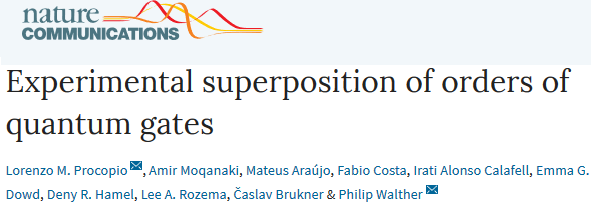 nature
COMMUNICATIONS
Experimental superposition of orders of
quantum gates
Lorenzo M. Procopio, Amir Moqanaki, Mateus Araújo, Fabio Costa, Irati Alonso Calafell, Emma G.
Dowd, Deny R. Hamel, Lee A. Rozema, Časlav Brukner & Philip Walther